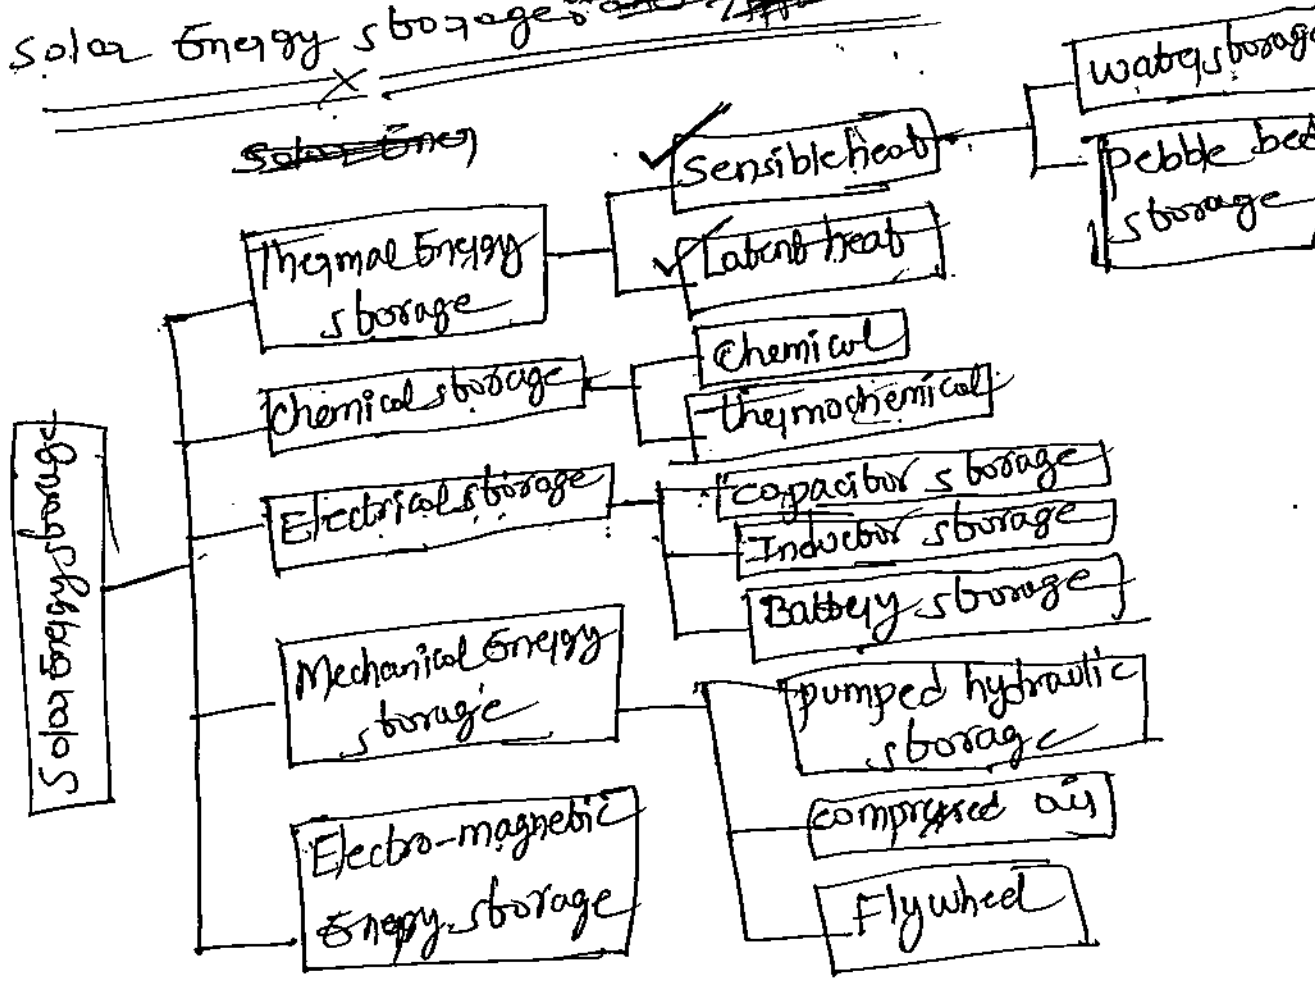 Solar Energy storage
water storage
Sensible heat
pebble bed
storage
Thermal Energy
storage
Latent heat
Chemical
Chemical storage
thermochemical
capacitor storage
Electrical storage
Inductor storage
Battery storage
Solar Energy storage
Mechanical Energy
storage
pumped hydraulic
storage
compressed air
Electro-magnetic
Energy storage
Flywheel